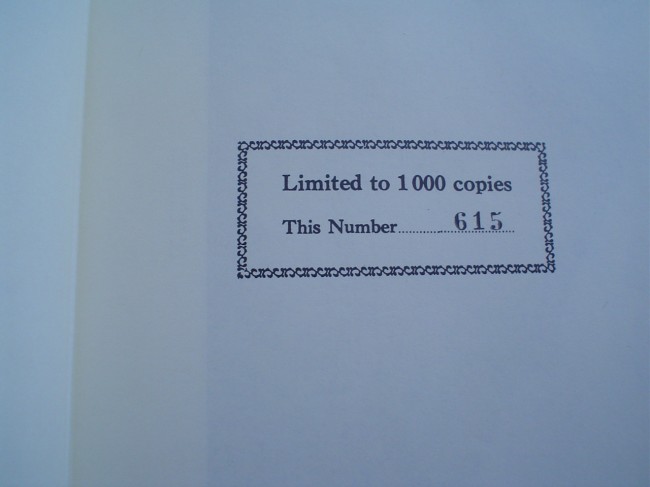 Limited to 1000 copies
This Number.............615......